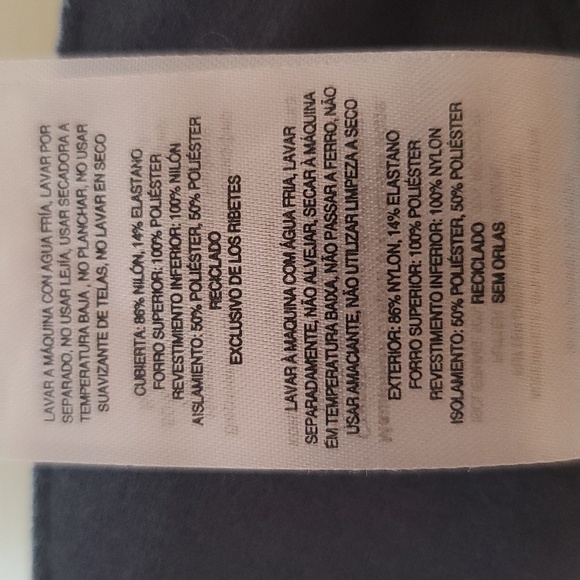 LAVAR A MÁQUINA CON AGUA FRÍA, LAVAR POR
SEPARADO, NO USAR LEJÍA, USAR SECADORA A
TEMPERATURA BAJA , NO PLANCHAR, NO USAR
SUAVIZANTE DE TELAS, NO LAVAR EN SECO
CUBIERTA: 86% NILÓN, 14% ELASTANO
FORRO SUPERIOR: 100% POLIÉSTER
REVESTIMIENTO INFERIOR: 100% NILÓN
AISLAMIENTO: 50% POLIÉSTER, 50% POLIÉSTER
RECICLADO
EXCLUSIVO DE LOS RIBETES
LAVAR À MAQUINA COM ÁGUA FRIA, LAVAR
SEPARADAMENTE, NÃO ALVEJAR, SECAR À MÁQUINA
EM TEMPERATURA BAIXA, NÃO PASSAR A FERRO, NÃO
USAR AMACIANTE, NÃO UTILIZAR LIMPEZA A SECO
EXTERIOR: 86% NYLON, 14% ELASTANO
FORRO SUPERIOR: 100% POLIÉSTER
REVESTIMENTO INFERIOR: 100% NYLON
ISOLAMENTO: 50% POLIÉSTER, 50% POLIÉSTER
RECICLADO
SEM ORLAS